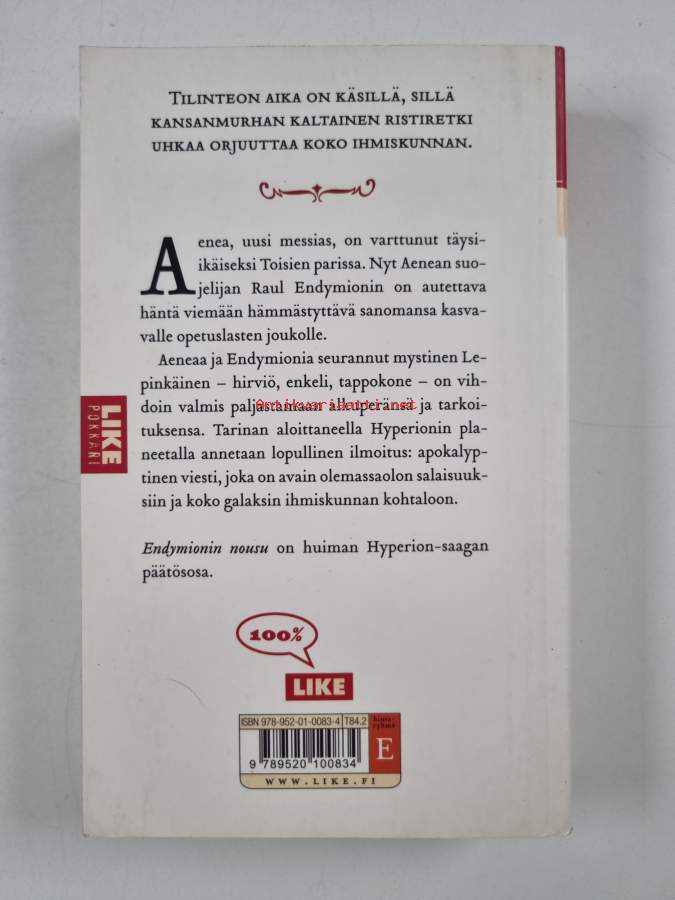 TILINTEON AIKA ON KÄSILLÄ, SILLÄ
KANSANMURHAN KALTAINEN RISTIRETKI
UHKAA ORJUUTTAA KOKO IHMISKUNNAN.
Aenea, uusi messias, on varttunut täysi-
ikäiseksi Toisien parissa. Nyt Aenean suo-
jelijan Raul Endymionin on autettava
häntä viemään hämmästyttävä sanomansa kasva-
valle opetuslasten joukolle.
Aeneaa ja Endymionia seurannut mystinen Le-
pinkäinen – hirviö, enkeli, tappokone – on vih-
doin valmis paljastamaan alkuperänsä ja tarkoi-
Antikvariaatti.net
tuksensa. Tarinan aloittaneella Hyperionin pla-
neetalla annetaan lopullinen ilmoitus: apokalyp-
tinen viesti, joka on avain olemassaolon salaisuuk-
siin ja koko galaksin ihmiskunnan kohtaloon.
Endymionin nousu on huiman Hyperion-saagan
päätösosa.
LIKE
POKKARI
100%
LIKE
ISBN 978-952-01-0083-4 T84.2
hinta-
ryhmä
E
9 789520 100834
WWW.LIKE.FI